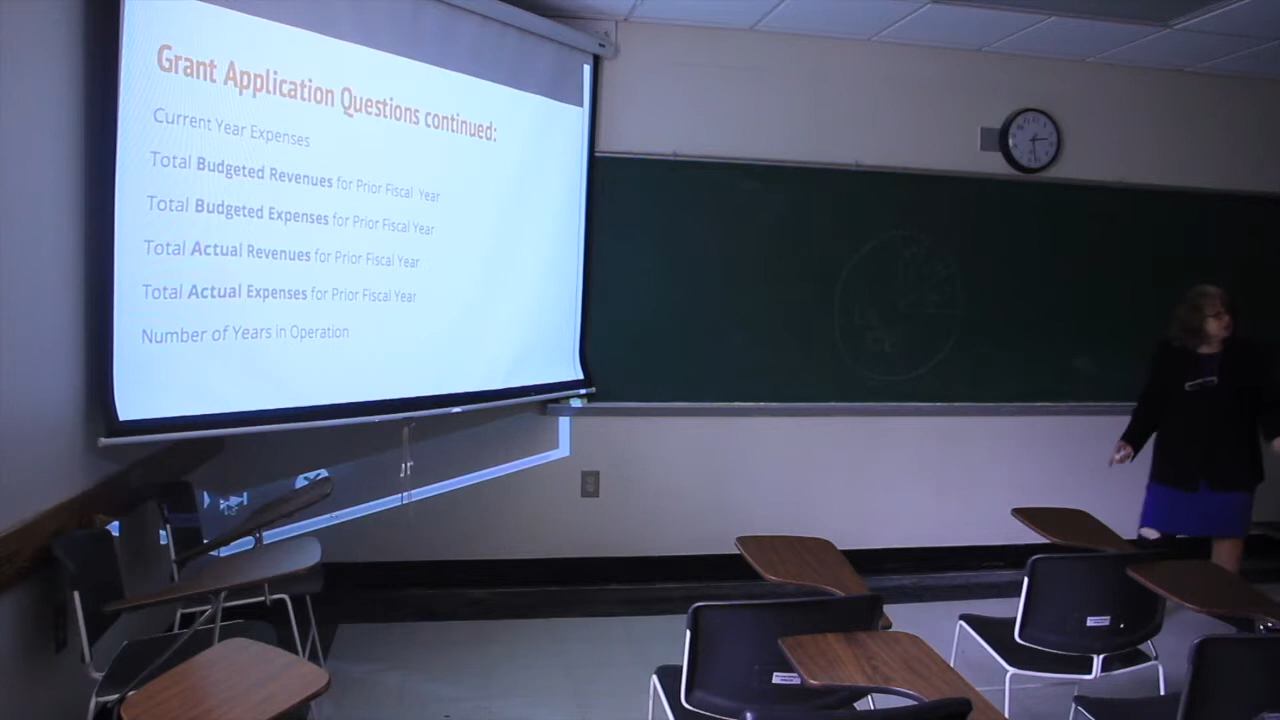 Grant Application Questions continued:
Current Year Expenses
Total Budgeted Revenues for Prior Fiscal Year
Total Budgeted Expenses for Prior Fiscal Year
Total Actual Revenues for Prior Fiscal Year
Total Actual Expenses for Prior Fiscal Year
Number of Years in Operation